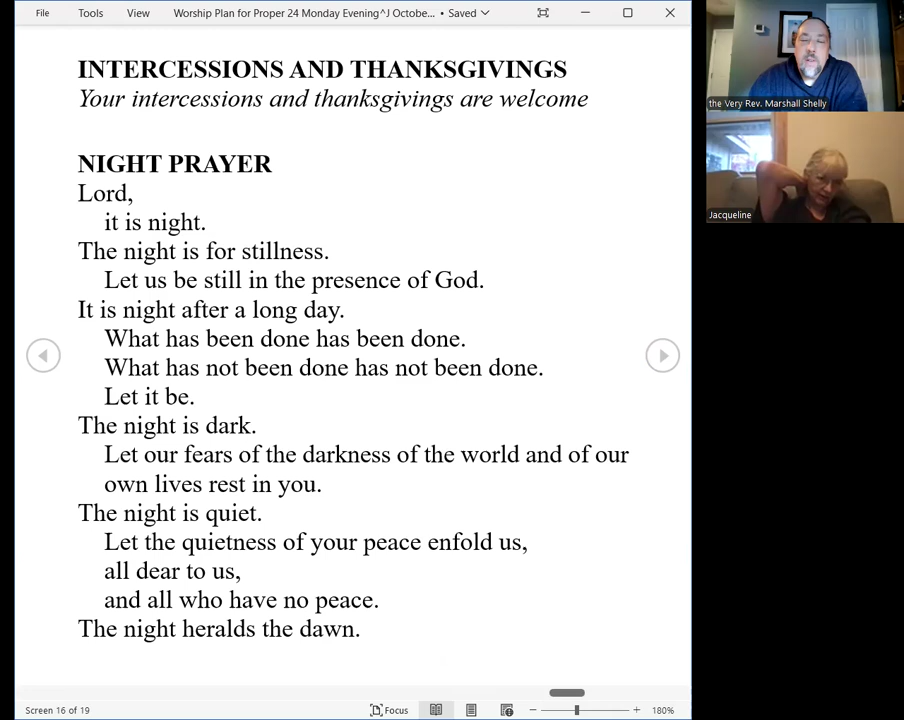 File Tools View Worship Plan for Proper 24 Monday Evening^J Octobe... • Saved
INTERCESSIONS AND THANKSGIVINGS
Your intercessions and thanksgivings are welcome
NIGHT PRAYER
Lord,
it is night.
The night is for stillness.
Let us be still in the presence of God.
It is night after a long day.
What has been done has been done.
What has not been done has not been done.
Let it be.
The night is dark.
Let our fears of the darkness of the world and of our
own lives rest in you.
The night is quiet.
Let the quietness of your peace enfold us,
all dear to us,
and all who have no peace.
The night heralds the dawn.
Screen 16 of 19 Focus 180%
the Very Rev. Marshall Shelly
Jacqueline